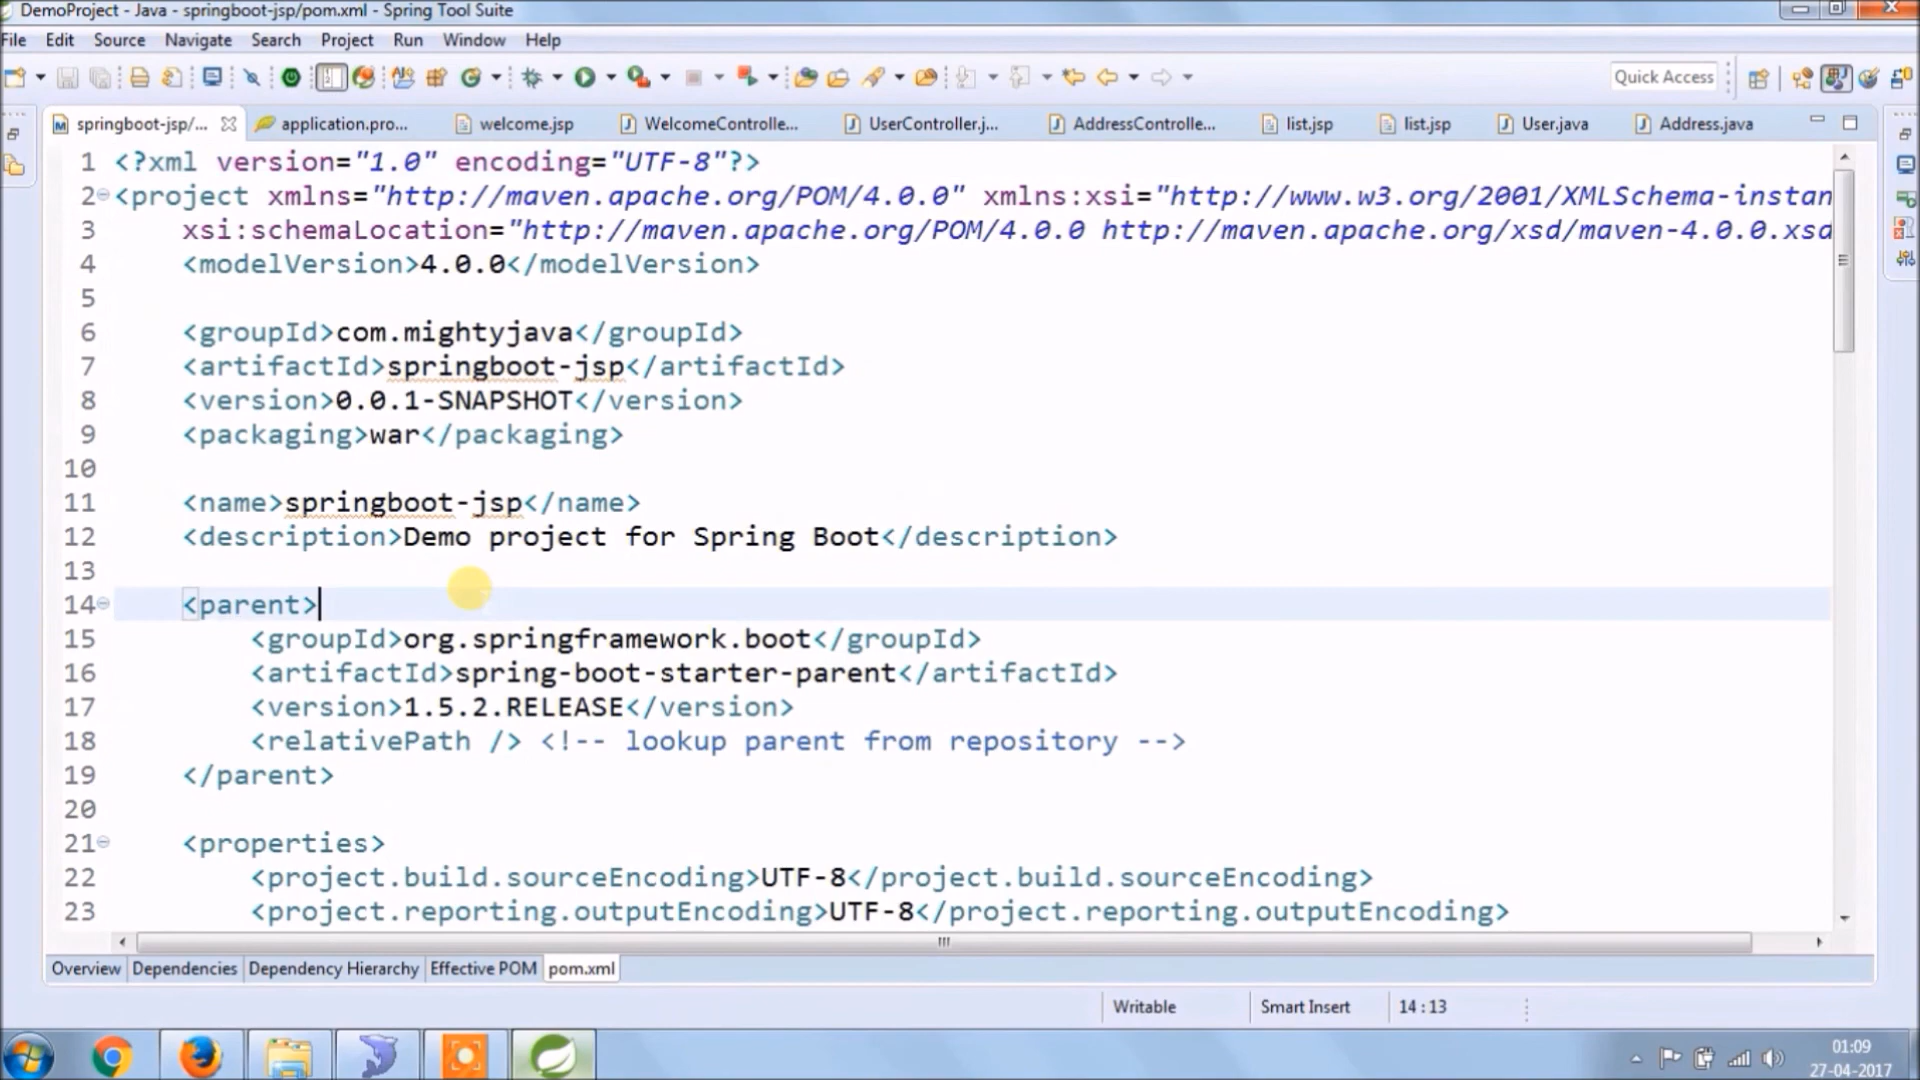 DemoProject - Java - springboot-jsp/pom.xml - Spring Tool Suite
File Edit Source Navigate Search Project Run Window Help
Quick Access
springboot-jsp/... application.pro... welcome.jsp WelcomeControlle... UserController.j... AddressControlle... list.jsp list.jsp User.java Address.java
1 <?xml version="1.0" encoding="UTF-8"?>
2 <project xmlns="http://maven.apache.org/POM/4.0.0" xmlns:xsi="http://www.w3.org/2001/XMLSchema-instan
3 xsi:schemaLocation="http://maven.apache.org/POM/4.0.0 http://maven.apache.org/xsd/maven-4.0.0.xsd
4 <modelVersion>4.0.0</modelVersion>
5
6 <groupId>com.mightyjava</groupId>
7 <artifactId>springboot-jsp</artifactId>
8 <version>0.0.1-SNAPSHOT</version>
9 <packaging>war</packaging>
10
11 <name>springboot-jsp</name>
12 <description>Demo project for Spring Boot</description>
13
14 <parent>
15 <groupId>org.springframework.boot</groupId>
16 <artifactId>spring-boot-starter-parent</artifactId>
17 <version>1.5.2.RELEASE</version>
18 <relativePath /> <!-- lookup parent from repository -->
19 </parent>
20
21 <properties>
22 <project.build.sourceEncoding>UTF-8</project.build.sourceEncoding>
23 <project.reporting.outputEncoding>UTF-8</project.reporting.outputEncoding>
Overview Dependencies Dependency Hierarchy Effective POM pom.xml
Writable Smart Insert 14 : 13
01:09
27-04-2017